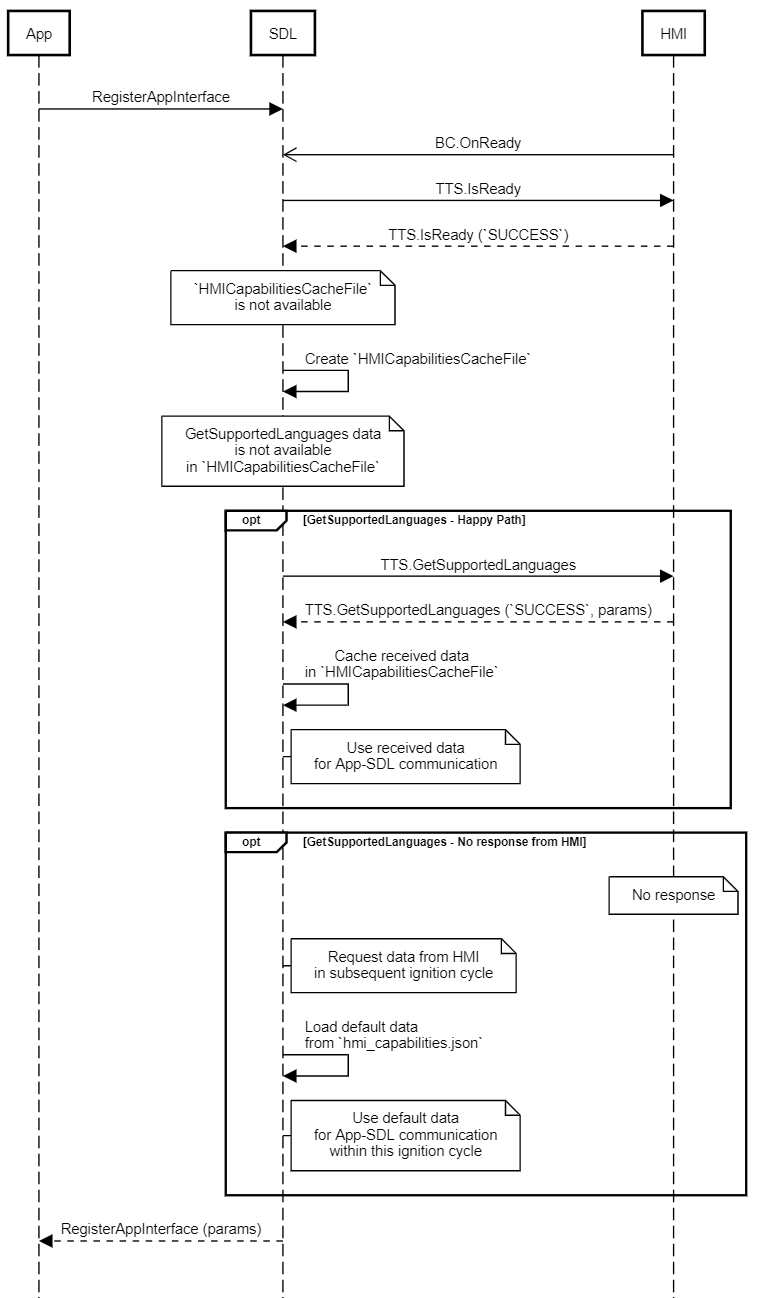 App
SDL
HMI
RegisterAppInterface
BC.OnReady
TTS.IsReady
TTS.IsReady (`SUCCESS`)
`HMICapabilitiesCacheFile`
is not available
Create `HMICapabilitiesCacheFile`
GetSupportedLanguages data
is not available
in `HMICapabilitiesCacheFile`
opt
[GetSupportedLanguages - Happy Path]
TTS.GetSupportedLanguages
TTS.GetSupportedLanguages (`SUCCESS`, params)
Cache received data
in `HMICapabilitiesCacheFile`
Use received data
for App-SDL communication
opt
[GetSupportedLanguages - No response from HMI]
No response
Request data from HMI
in subsequent ignition cycle
Load default data
from `hmi_capabilities.json`
Use default data
for App-SDL communication
within this ignition cycle
RegisterAppInterface (params)